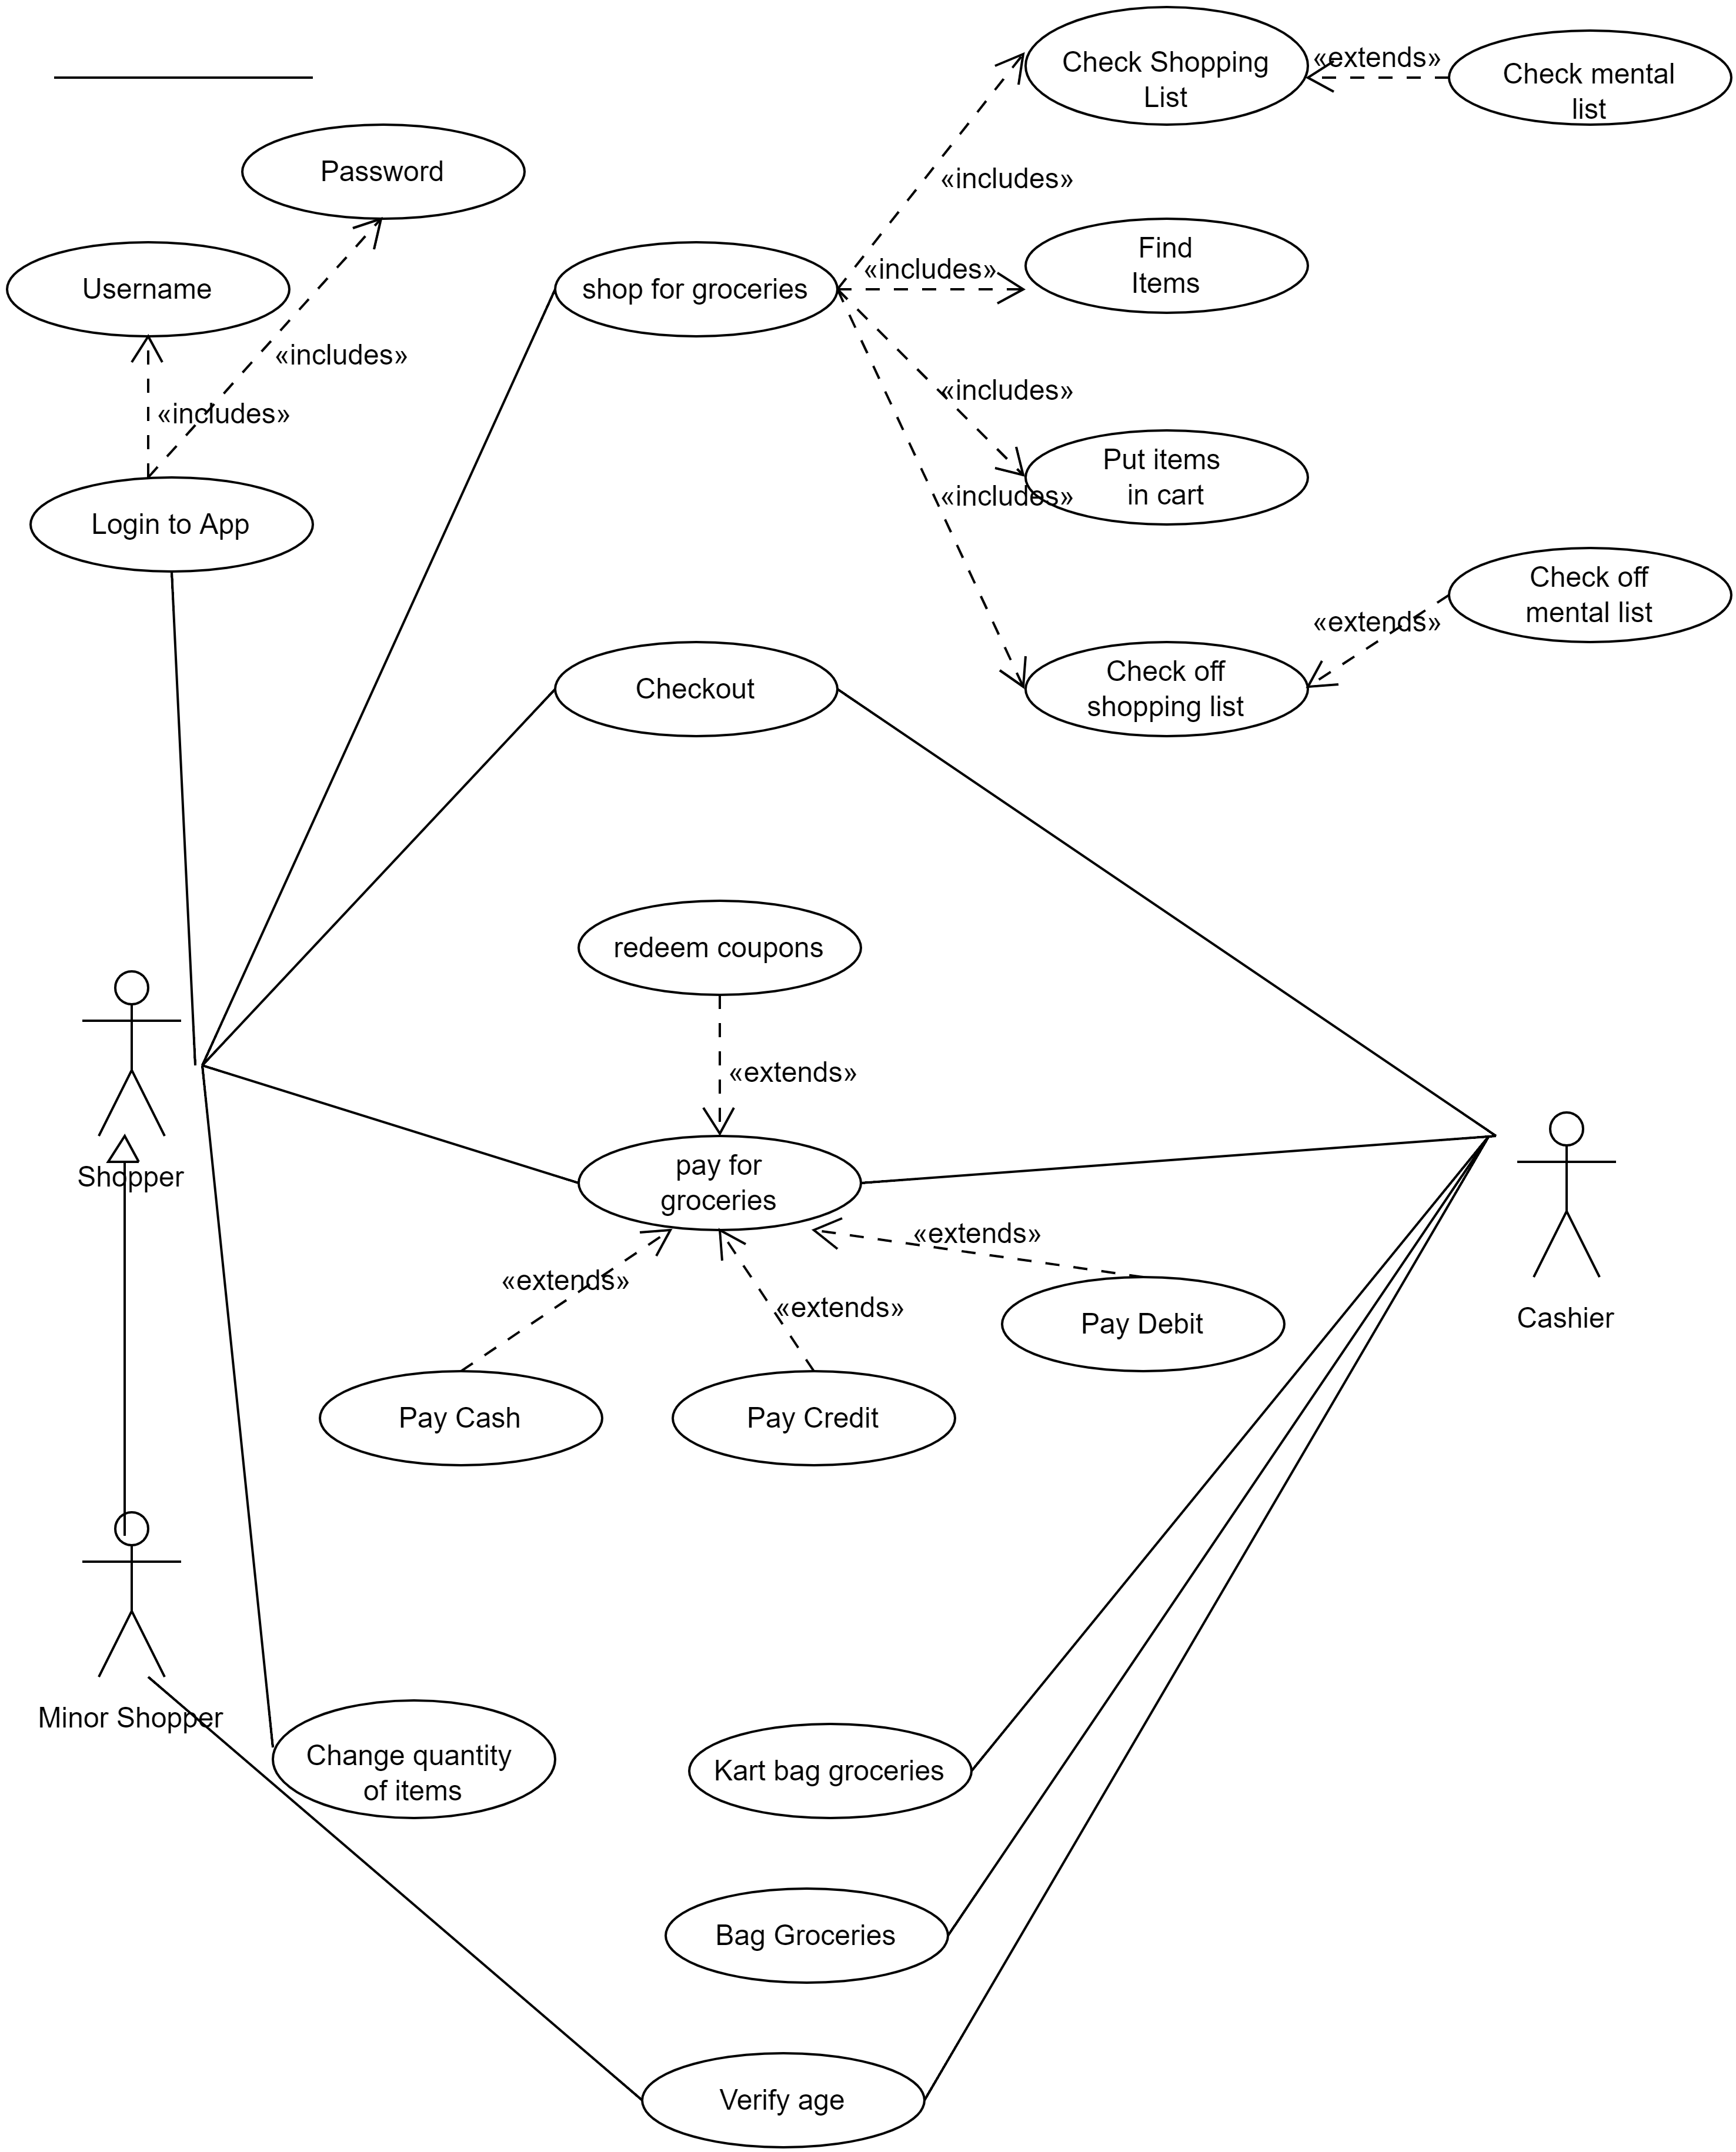 Check Shopping
List
«extends»
Check mental
list
Password
«includes»
Username
shop for groceries
«includes»
Find
Items
«includes»
«includes»
«includes»
Put items
in cart
«includes»
Login to App
Check off
mental list
«extends»
Check off
shopping list
Checkout
redeem coupons
«extends»
Shopper
pay for
groceries
«extends»
«extends»
«extends»
Pay Debit
Cashier
Pay Cash
Pay Credit
Minor Shopper
Change quantity
of items
Kart bag groceries
Bag Groceries
Verify age